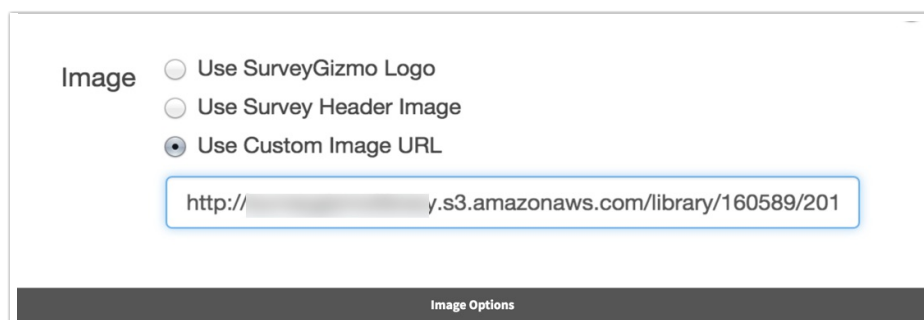 Image
Use SurveyGizmo Logo
Use Survey Header Image
Use Custom Image URL
http:// y.s3.amazonaws.com/library/160589/201
Image Options